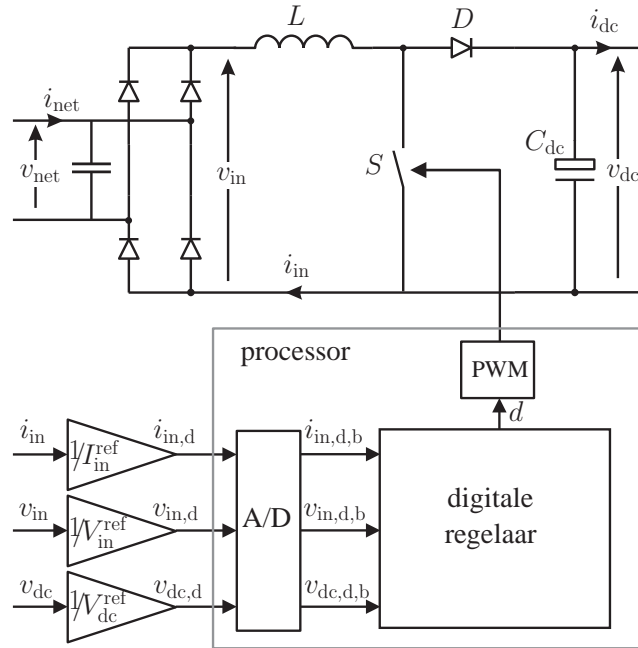 L
D
i_dc
i_net
v_net
v_in
S
C_dc
v_dc
i_in
processor
PWM
d
i_in
1/I_in^ref
i_in,d
i_in,d,b
v_in
1/V_in^ref
v_in,d
A/D
v_in,d,b
digitale
regelaar
v_dc
1/V_dc^ref
v_dc,d
v_dc,d,b